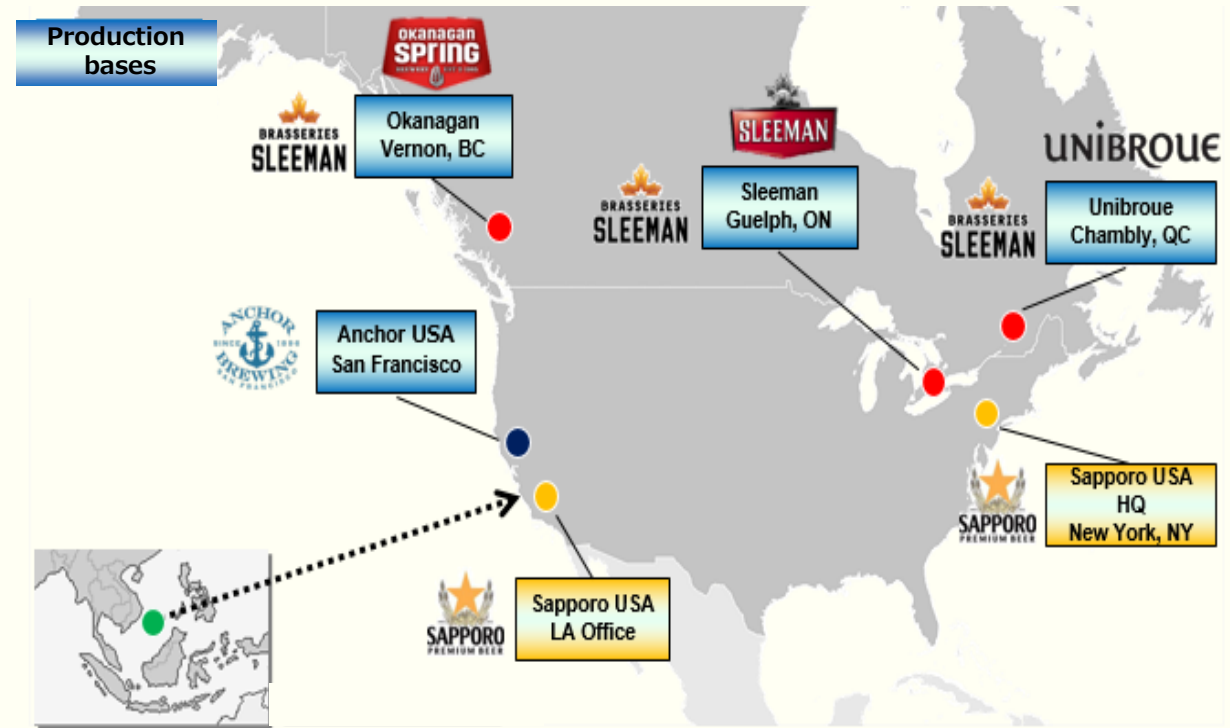 Production
bases
OKANAGAN
SPRING
BRASSERIES
SLEEMAN
Okanagan
Vernon, BC
SLEEMAN
BRASSERIES
SLEEMAN
Sleeman
Guelph, ON
UNIBROUE
BRASSERIES
SLEEMAN
Unibroue
Chambly, QC
ANCHOR
BREWING
SINCE 1896
SAN FRANCISCO
Anchor USA
San Francisco
SAPPORO
PREMIUM BEER
Sapporo USA
HQ
New York, NY
SAPPORO
PREMIUM BEER
Sapporo USA
LA Office